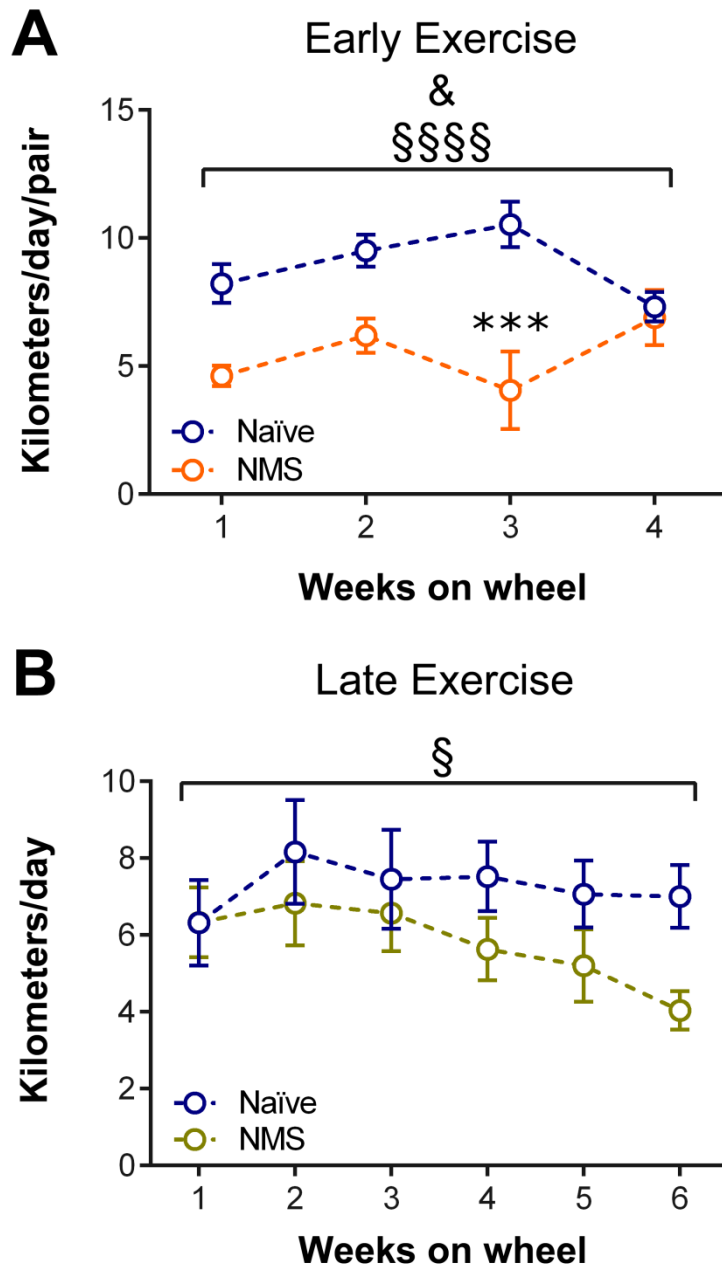 A
Early Exercise
&
§§§§
Kilometers/day/pair
15
10
5
0
***
Naïve
NMS
1 2 3 4
Weeks on wheel
B
Late Exercise
§
Kilometers/day
10
8
6
4
2
0
Naïve
NMS
1 2 3 4 5 6
Weeks on wheel